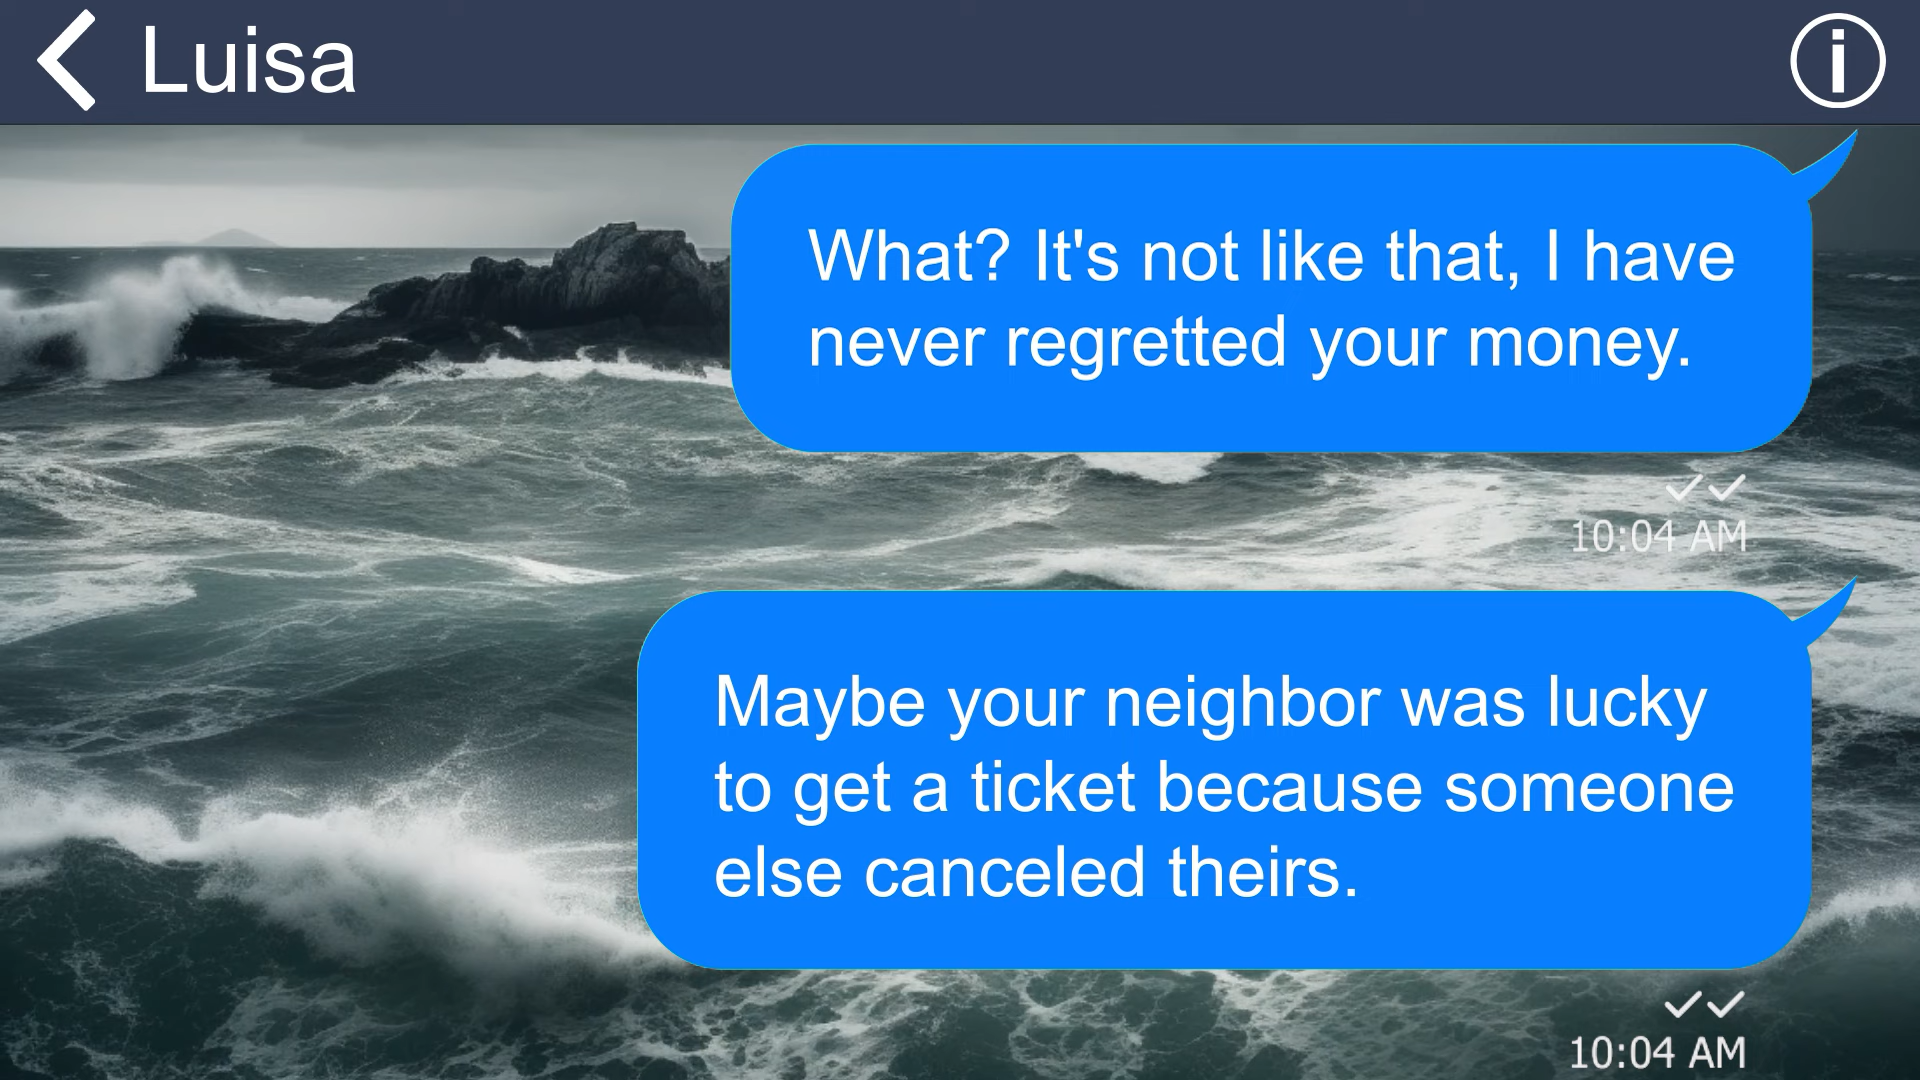 Luisa
What? It's not like that, I have
never regretted your money.
10:04 AM
Maybe your neighbor was lucky
to get a ticket because someone
else canceled theirs.
10:04 AM